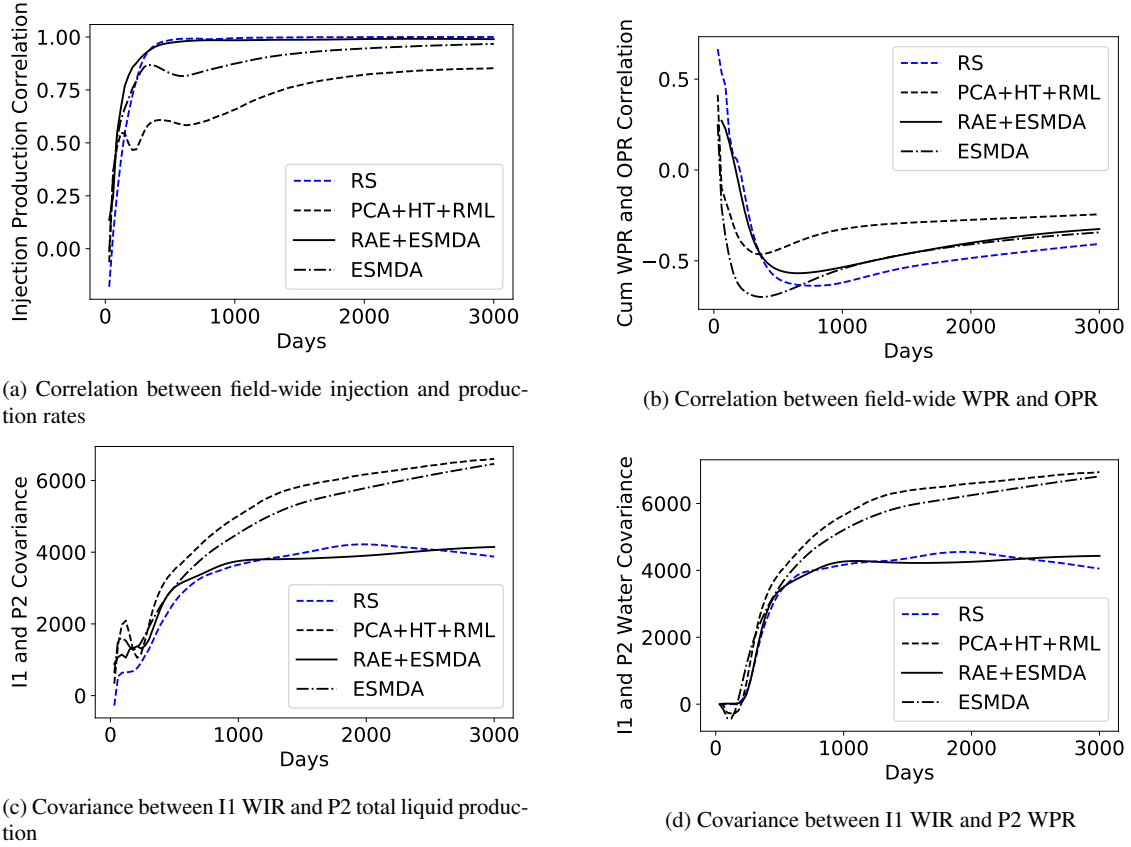 Injection Production Correlation
1.00
0.75
0.50
0.25
0.00
RS
PCA+HT+RML
RAE+ESMDA
ESMDA
0
1000
2000
3000
Days
(a) Correlation between field-wide injection and produc-
tion rates
Cum WPR and OPR Correlation
0.5
0.0
−0.5
RS
PCA+HT+RML
RAE+ESMDA
ESMDA
0
1000
2000
3000
Days
(b) Correlation between field-wide WPR and OPR
I1 and P2 Covariance
6000
4000
2000
0
RS
PCA+HT+RML
RAE+ESMDA
ESMDA
0
1000
2000
3000
Days
(c) Covariance between I1 WIR and P2 total liquid produc-
tion
I1 and P2 Water Covariance
6000
4000
2000
0
RS
PCA+HT+RML
RAE+ESMDA
ESMDA
0
1000
2000
3000
Days
(d) Covariance between I1 WIR and P2 WPR